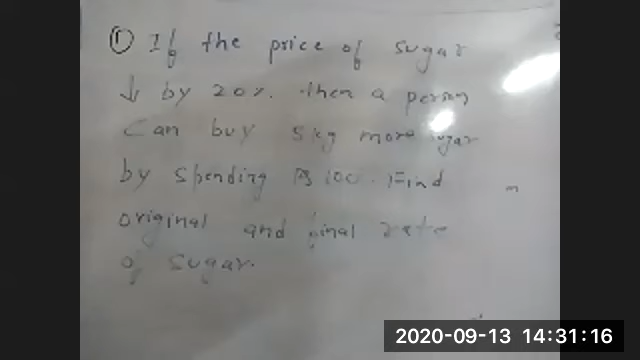 ① If the price of sugar
↓ by 20%. then a person
Can buy 5kg more sugar
by spending Rs 100. Find
original and final rate
of sugar.
2020-09-13 14:31:16